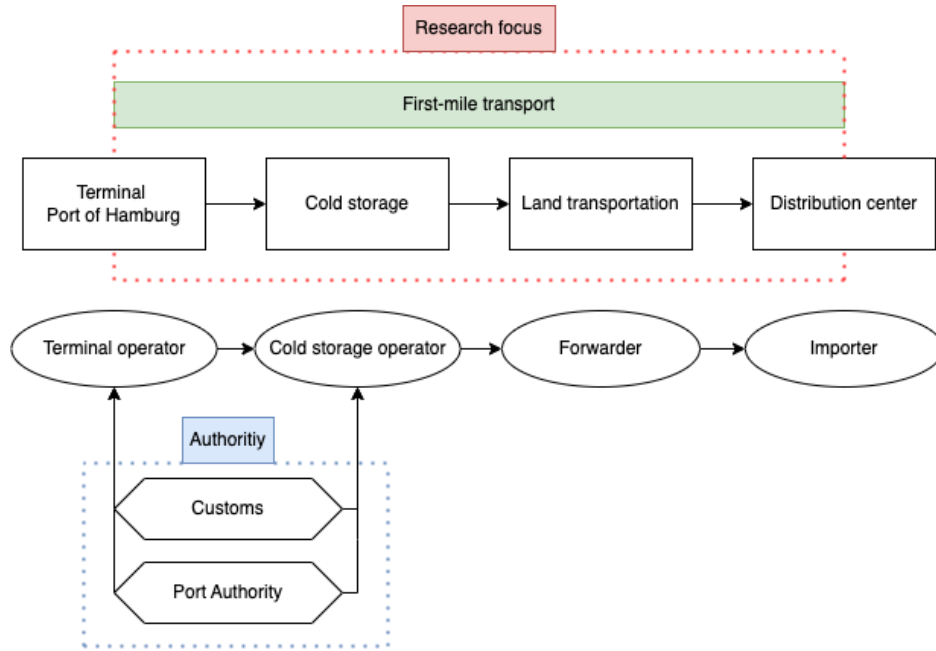 Research focus
First-mile transport
Terminal
Port of Hamburg
Cold storage
Land transportation
Distribution center
Terminal operator
Cold storage operator
Forwarder
Importer
Authoritiy
Customs
Port Authority